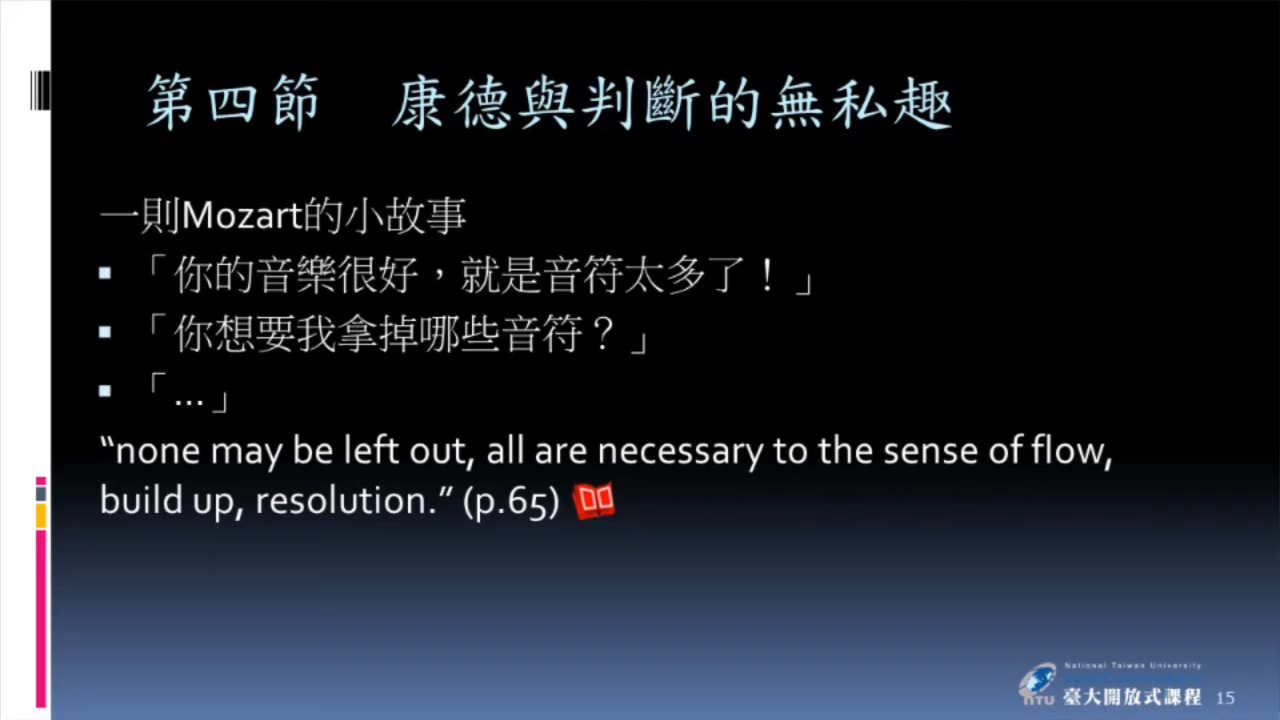 第四節　康德與判斷的無私趣
一則Mozart的小故事
「你的音樂很好，就是音符太多了！」
「你想要我拿掉哪些音符？」
「...」
“none may be left out, all are necessary to the sense of flow,
build up, resolution.” (p.65)
National Taiwan University
NTU 臺大開放式課程 15